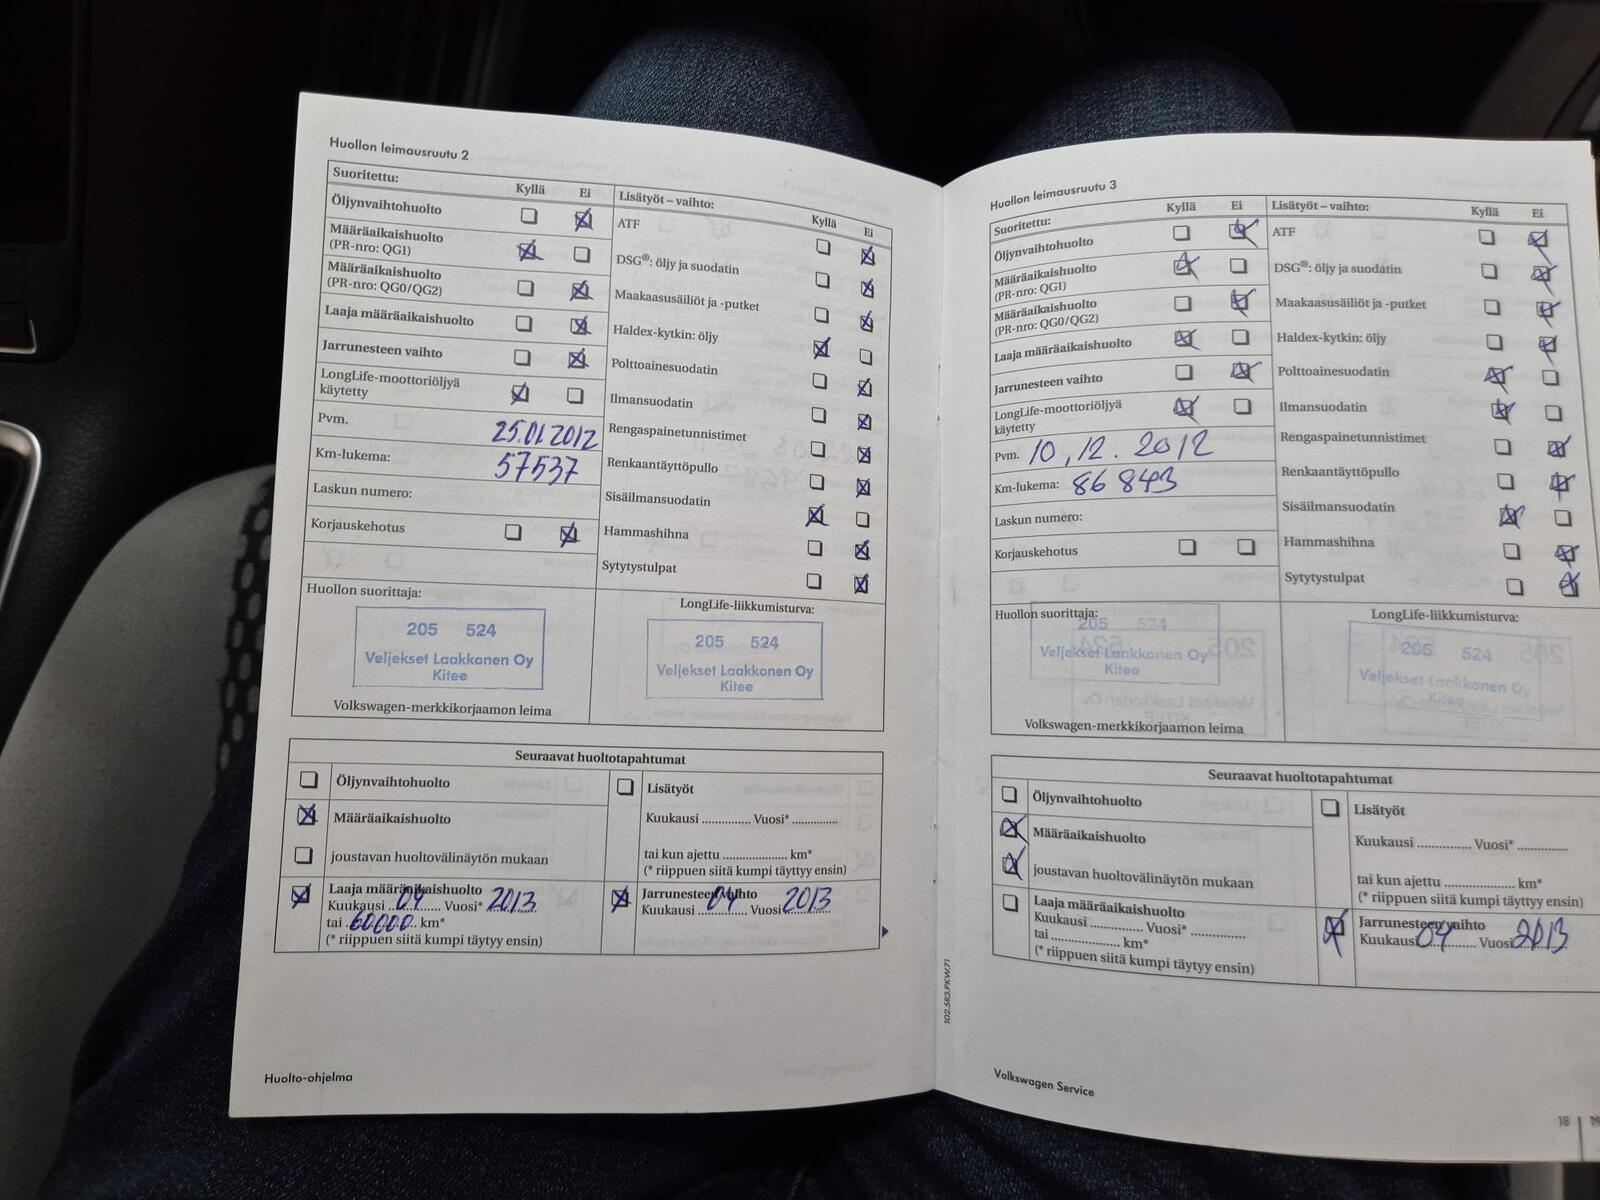 Huollon leimausruutu 2
Suoritettu:
Kyllä Ei
Öljynvaihtohuolto
Määräaikaishuolto
(PR-nro: QG1)
Määräaikaishuolto
(PR-nro: QG0/QG2)
Laaja määräaikaishuolto
Jarrunesteen vaihto
LongLife-moottoriöljyä
käytetty
Pvm. 25.01.2012
Km-lukema: 57537
Laskun numero:
Korjauskehotus
Lisätyöt – vaihto:
Kyllä Ei
ATF
DSG®: öljy ja suodatin
Maakaasusäiliöt ja -putket
Haldex-kytkin: öljy
Polttoainesuodatin
Ilmansuodatin
Rengaspainetunnistimet
Renkaantäyttöpullo
Sisäilmansuodatin
Hammashihna
Sytytystulpat
Huollon suorittaja:
205 524
Veljekset Laakkonen Oy
Kitee
Volkswagen-merkkikorjaamon leima
LongLife-liikkumisturva:
205 524
Veljekset Laakkonen Oy
Kitee
Seuraavat huoltotapahtumat
Öljynvaihtohuolto
Määräaikaishuolto
joustavan huoltovälinäytön mukaan
Laaja määräaikaishuolto
Kuukausi 04 Vuosi* 2013
tai 60000 km*
(* riippuen siitä kumpi täytyy ensin)
Lisätyöt
Kuukausi .............. Vuosi* ..............
tai kun ajettu .................... km*
(* riippuen siitä kumpi täyttyy ensin)
Jarrunesteen vaihto
Kuukausi 04 Vuosi 2013
Huolto-ohjelma
Huollon leimausruutu 3
Suoritettu:
Kyllä Ei
Öljynvaihtohuolto
Määräaikaishuolto
(PR-nro: QG1)
Määräaikaishuolto
(PR-nro: QG0/QG2)
Laaja määräaikaishuolto
Jarrunesteen vaihto
LongLife-moottoriöljyä
käytetty
Pvm. 10.12.2012
Km-lukema: 86 843
Laskun numero:
Korjauskehotus
Lisätyöt – vaihto:
Kyllä Ei
ATF
DSG®: öljy ja suodatin
Maakaasusäiliöt ja -putket
Haldex-kytkin: öljy
Polttoainesuodatin
Ilmansuodatin
Rengaspainetunnistimet
Renkaantäyttöpullo
Sisäilmansuodatin
Hammashihna
Sytytystulpat
Huollon suorittaja:
205 524
Veljekset Laakkonen Oy
Volkswagen-merkkikorjaamon leima
LongLife-liikkumisturva:
205 524
Veljekset Laakkonen Oy
Kitee
Seuraavat huoltotapahtumat
Öljynvaihtohuolto
Määräaikaishuolto
joustavan huoltovälinäytön mukaan
Laaja määräaikaishuolto
Kuukausi .............. Vuosi* ..............
tai .................... km*
(* riippuen siitä kumpi täytyy ensin)
Lisätyöt
Kuukausi .............. Vuosi* ..............
tai kun ajettu .................... km*
(* riippuen siitä kumpi täyttyy ensin)
Jarrunesteen vaihto
Kuukausi 04 Vuosi 2013
102.5R3.PKW.71
Volkswagen Service
18